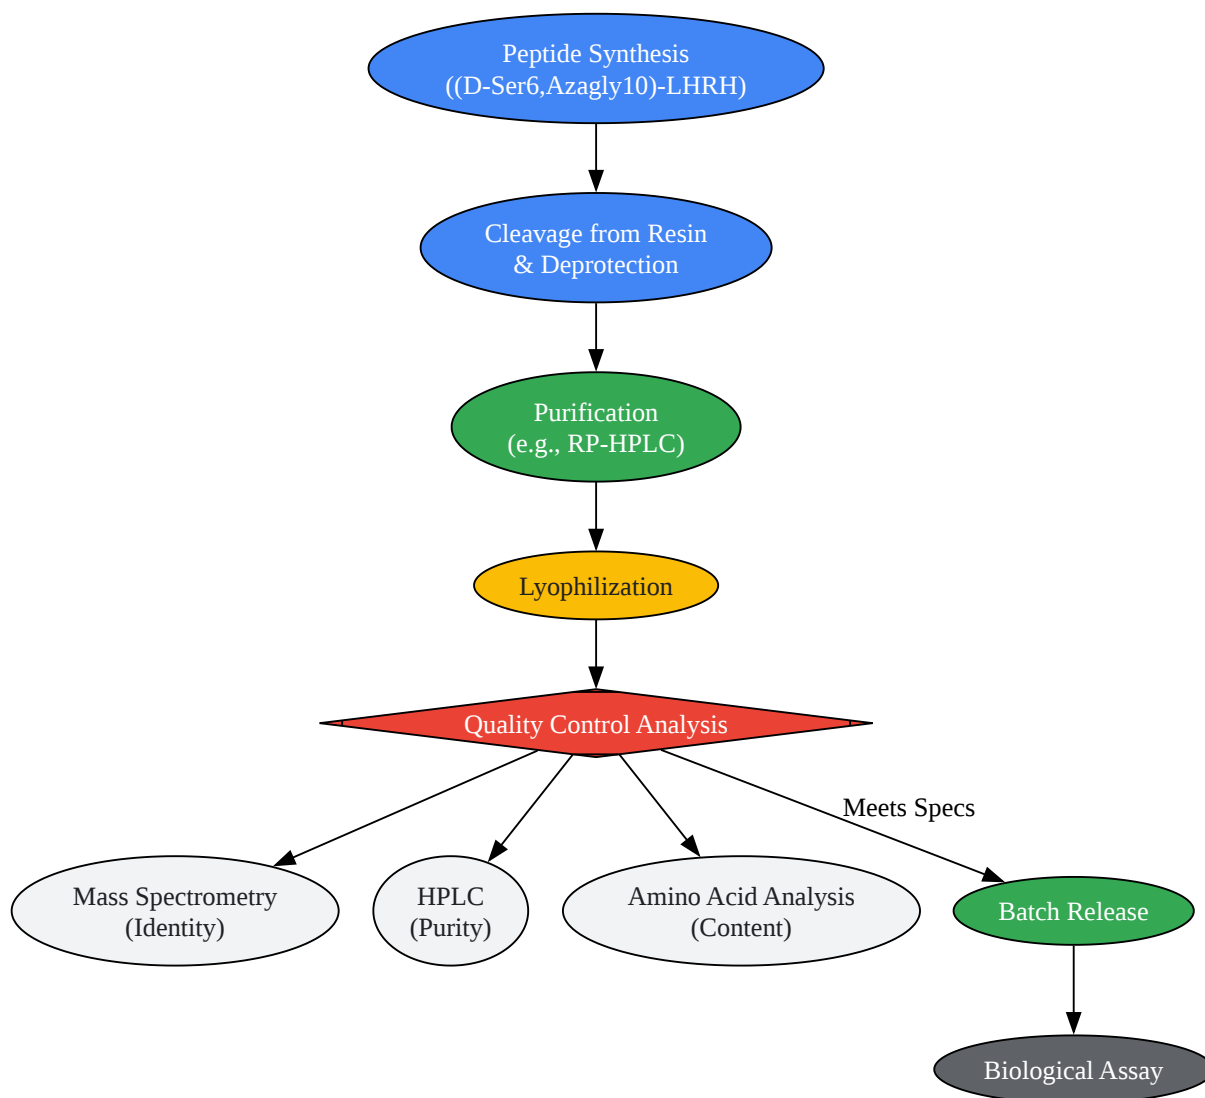 Peptide Synthesis
((D-Ser6,Azagly10)-LHRH)
Cleavage from Resin
& Deprotection
Purification
(e.g., RP-HPLC)
Lyophilization
Quality Control Analysis
Meets Specs
Mass Spectrometry
(Identity)
HPLC
(Purity)
Amino Acid Analysis
(Content)
Batch Release
Biological Assay